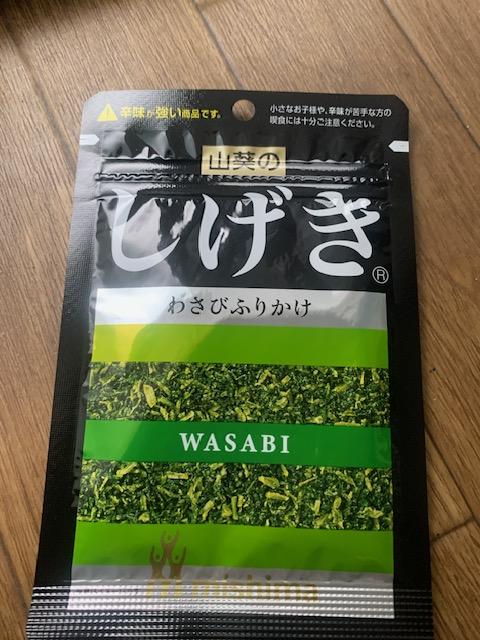 辛味が強い商品です。
小さなお子様や、辛味が苦手な方の
喫食には十分ご注意ください。
山葵の
しげき®
わさびふりかけ
WASABI
mishima